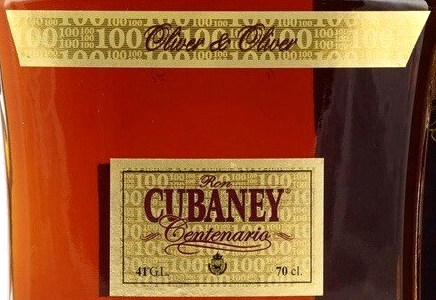 Oliver & Oliver
Ron
CUBANEY®
Centenario
41 G.L. 70 cl.